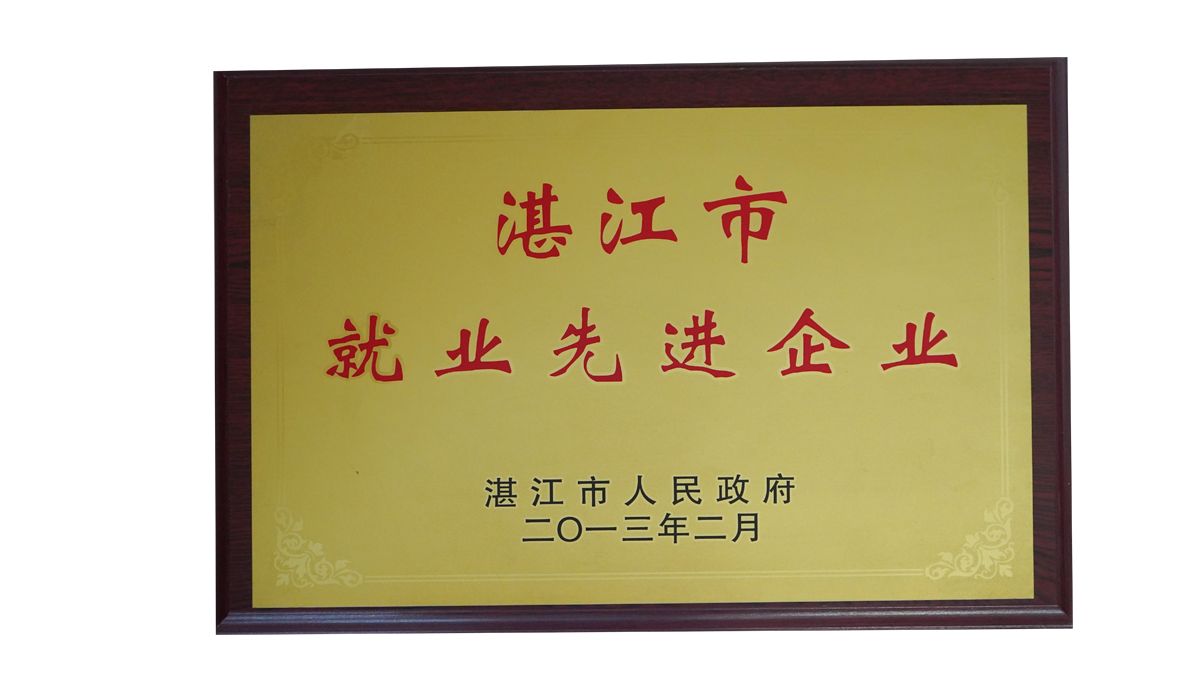 湛江市
就业先进企业
湛江市人民政府
二〇一三年二月